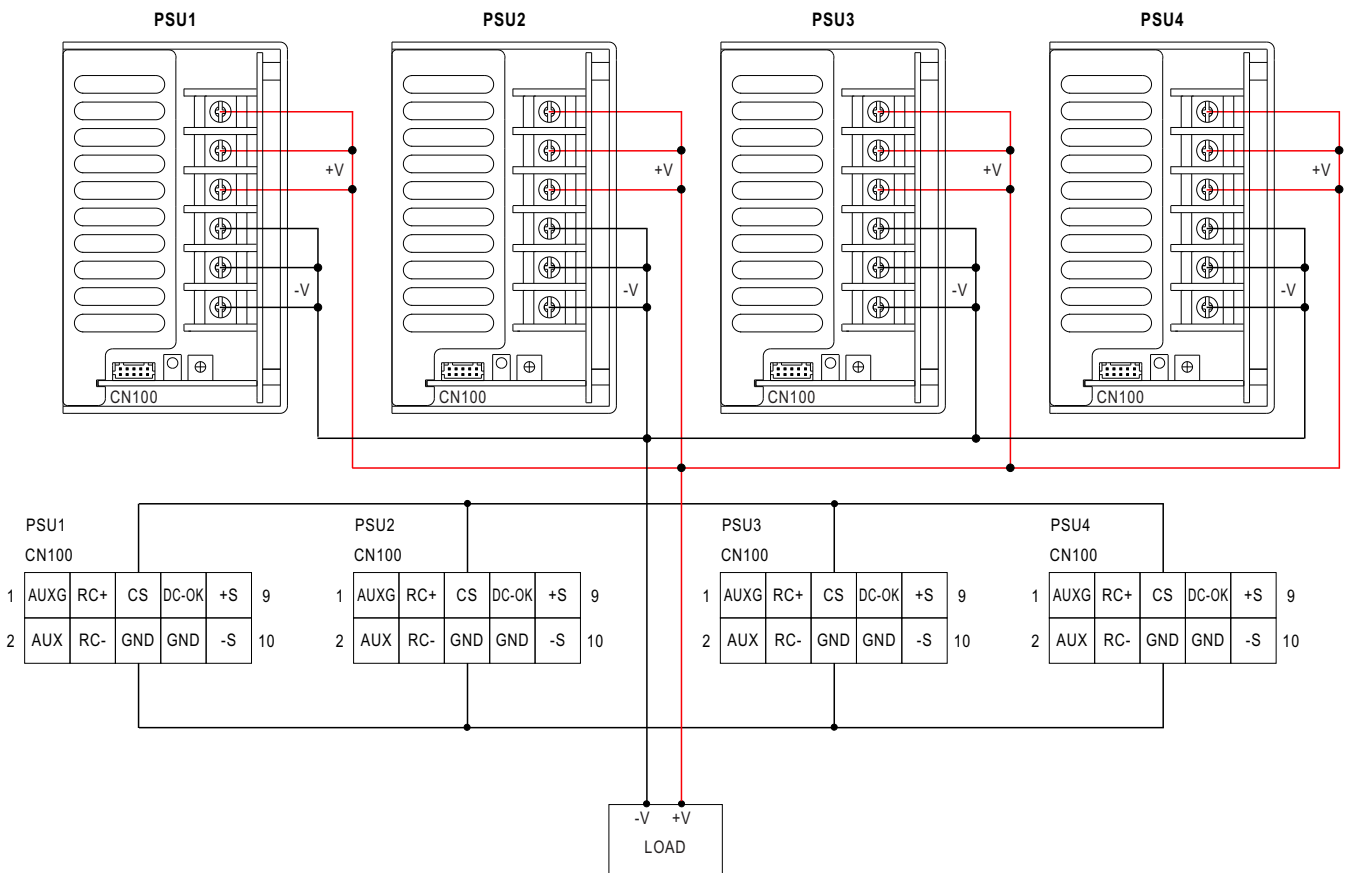 PSU1 PSU2 PSU3 PSU4
+V +V +V +V
-V -V -V -V
CN100 CN100 CN100 CN100
PSU1 PSU2 PSU3 PSU4
CN100 CN100 CN100 CN100
1 AUXG RC+ CS DC-OK +S 9 1 AUXG RC+ CS DC-OK +S 9 1 AUXG RC+ CS DC-OK +S 9 1 AUXG RC+ CS DC-OK +S 9
2 AUX RC- GND GND -S 10 2 AUX RC- GND GND -S 10 2 AUX RC- GND GND -S 10 2 AUX RC- GND GND -S 10
-V +V
LOAD